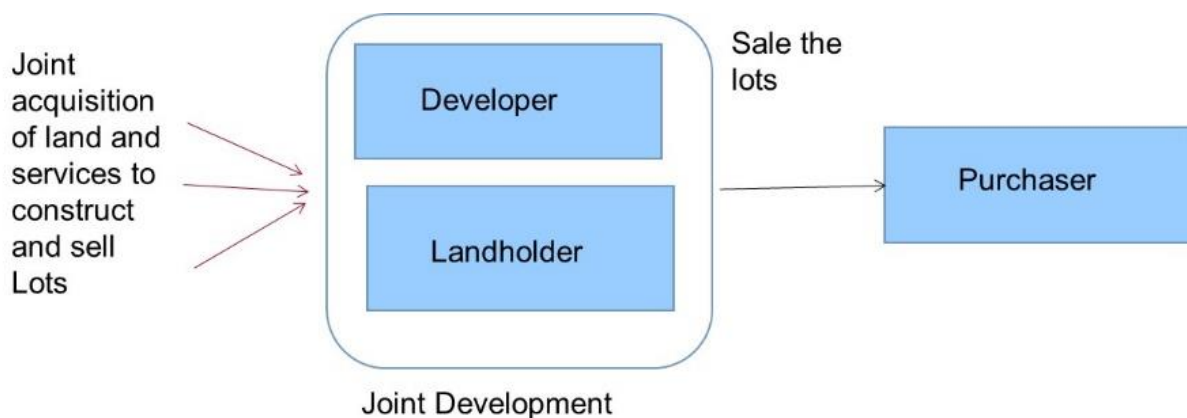 Joint
acquisition
of land and
services to
construct
and sell
Lots
Developer
Landholder
Joint Development
Sale the
lots
Purchaser